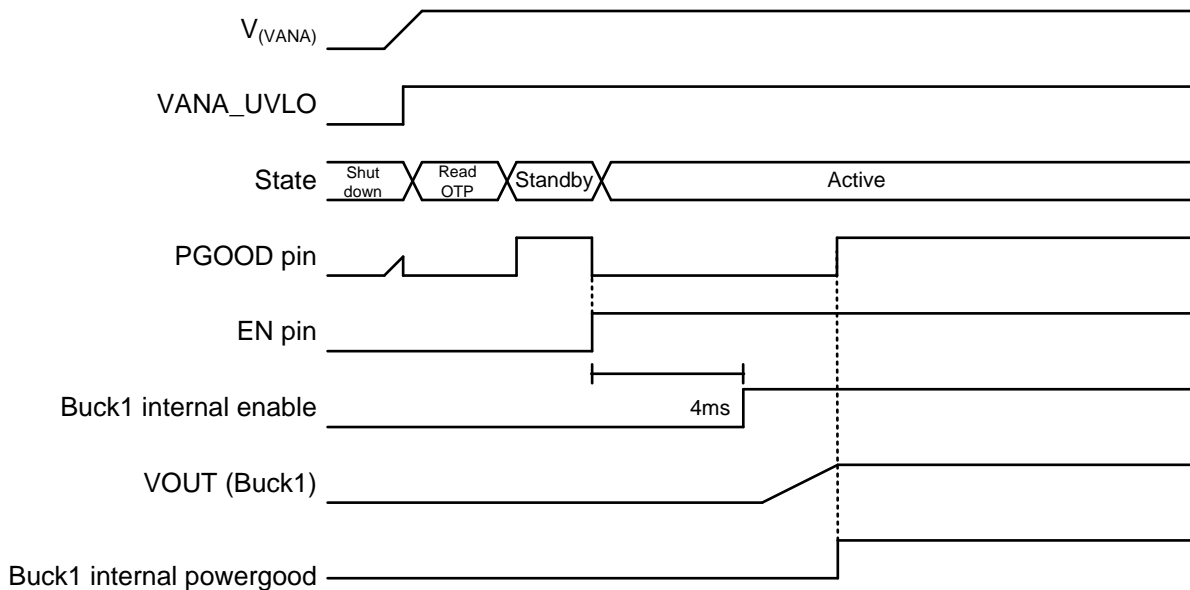 V(VANA)
VANA_UVLO
State
Shut
down
Read
OTP
Standby
Active
PGOOD pin
EN pin
Buck1 internal enable
4ms
VOUT (Buck1)
Buck1 internal powergood